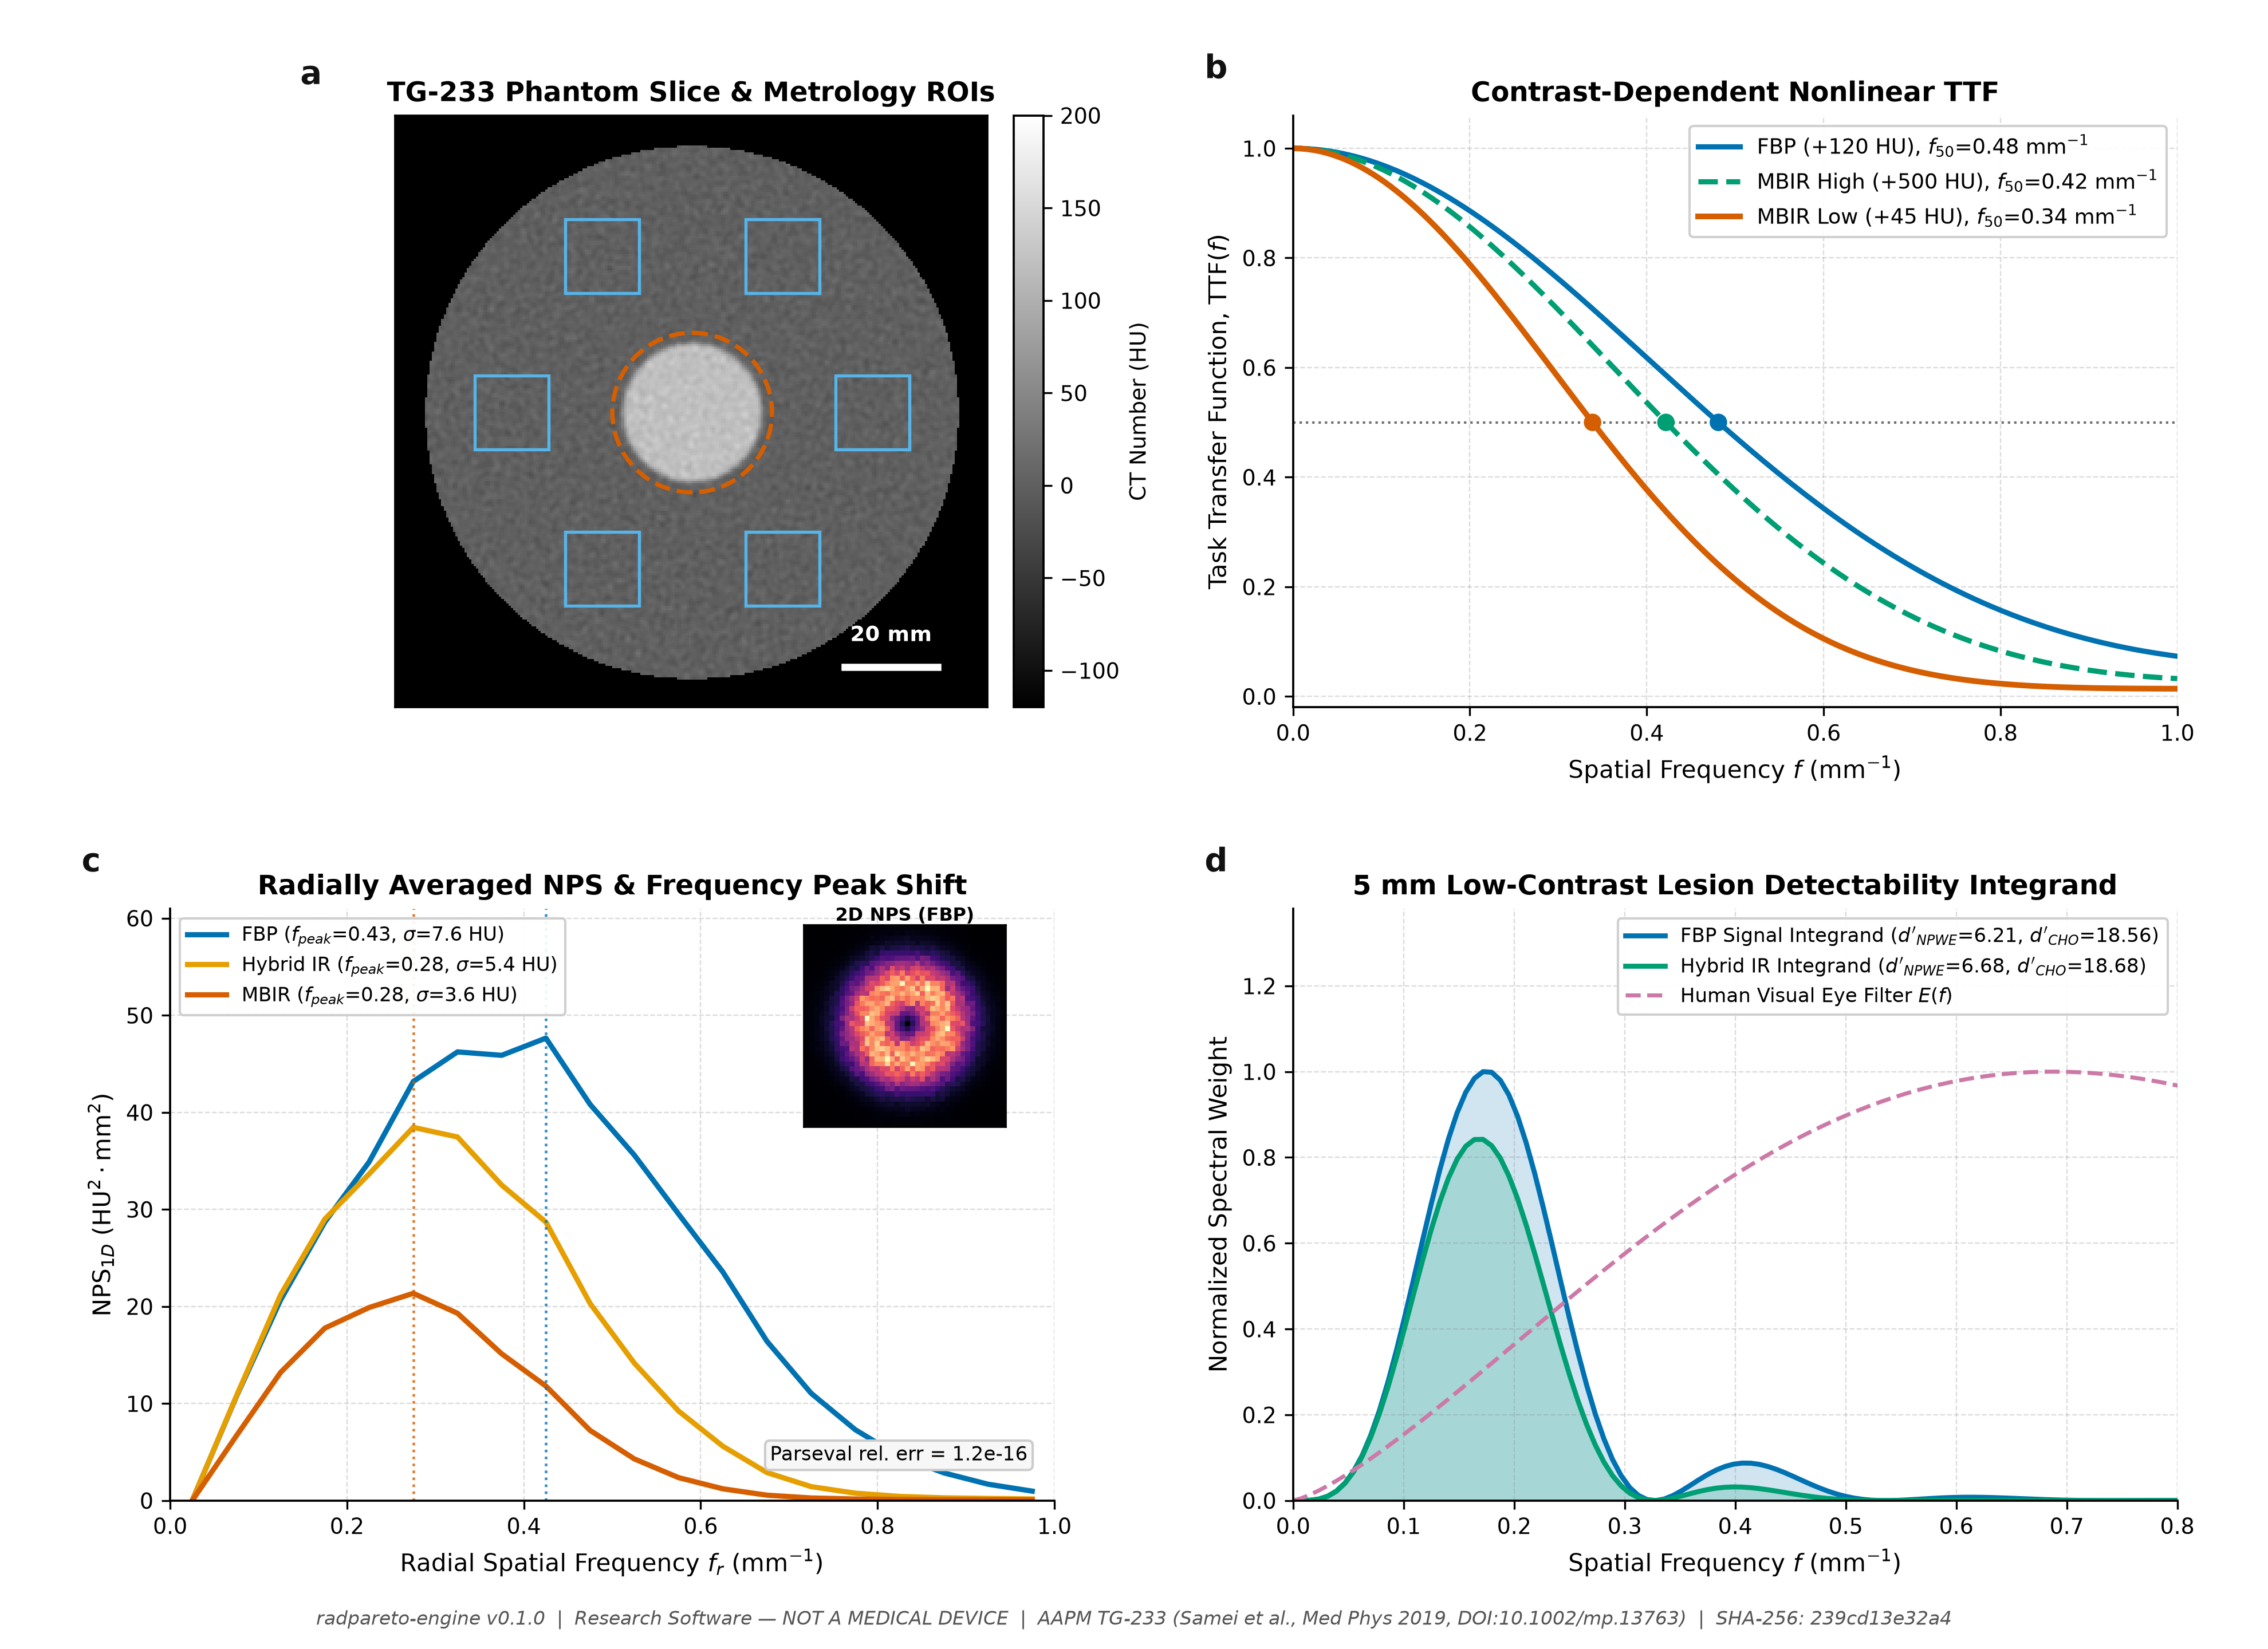 a
TG-233 Phantom Slice & Metrology ROIs
20 mm
200
150
100
50
0
−50
−100
CT Number (HU)
b
Contrast-Dependent Nonlinear TTF
FBP (+120 HU), f₅₀=0.48 mm⁻¹
MBIR High (+500 HU), f₅₀=0.42 mm⁻¹
MBIR Low (+45 HU), f₅₀=0.34 mm⁻¹
Task Transfer Function, TTF(f)
1.0
0.8
0.6
0.4
0.2
0.0
0.0 0.2 0.4 0.6 0.8 1.0
Spatial Frequency f (mm⁻¹)
c
Radially Averaged NPS & Frequency Peak Shift
FBP (f_peak=0.43, σ=7.6 HU)
Hybrid IR (f_peak=0.28, σ=5.4 HU)
MBIR (f_peak=0.28, σ=3.6 HU)
2D NPS (FBP)
NPS_1D (HU² · mm²)
60
50
40
30
20
10
0
Parseval rel. err = 1.2e-16
0.0 0.2 0.4 0.6 0.8 1.0
Radial Spatial Frequency f_r (mm⁻¹)
d
5 mm Low-Contrast Lesion Detectability Integrand
FBP Signal Integrand (d′_NPWE=6.21, d′_CHO=18.56)
Hybrid IR Integrand (d′_NPWE=6.68, d′_CHO=18.68)
Human Visual Eye Filter E(f)
Normalized Spectral Weight
1.2
1.0
0.8
0.6
0.4
0.2
0.0
0.0 0.1 0.2 0.3 0.4 0.5 0.6 0.7 0.8
Spatial Frequency f (mm⁻¹)
radpareto-engine v0.1.0 | Research Software — NOT A MEDICAL DEVICE | AAPM TG-233 (Samei et al., Med Phys 2019, DOI:10.1002/mp.13763) | SHA-256: 239cd13e32a4